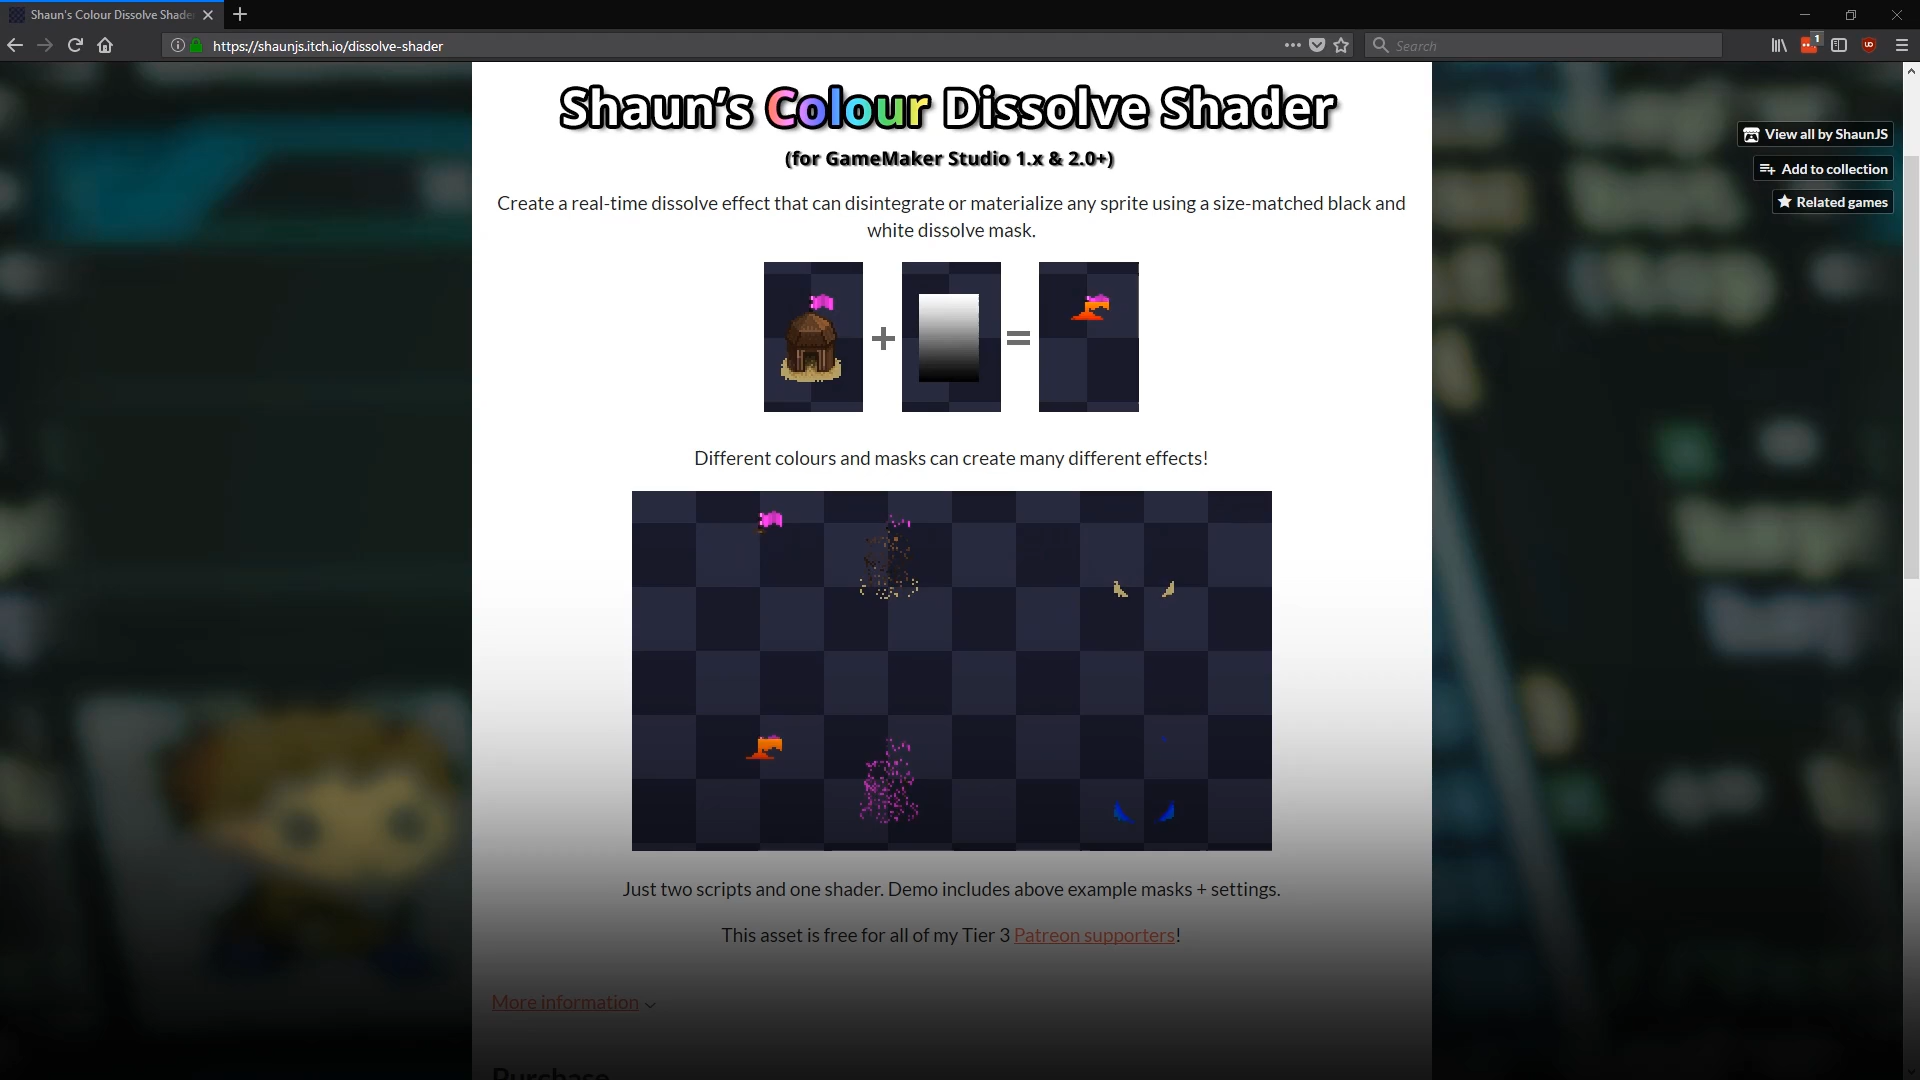 Shaun's Colour Dissolve Shade
https://shaunjs.itch.io/dissolve-shader
Search
1
Shaun's Colour Dissolve Shader
(for GameMaker Studio 1.x & 2.0+)
View all by ShaunJS
Add to collection
Related games
Create a real-time dissolve effect that can disintegrate or materialize any sprite using a size-matched black and
white dissolve mask.
+ =
Different colours and masks can create many different effects!
Just two scripts and one shader. Demo includes above example masks + settings.
This asset is free for all of my Tier 3 Patreon supporters!
More information
Purchase